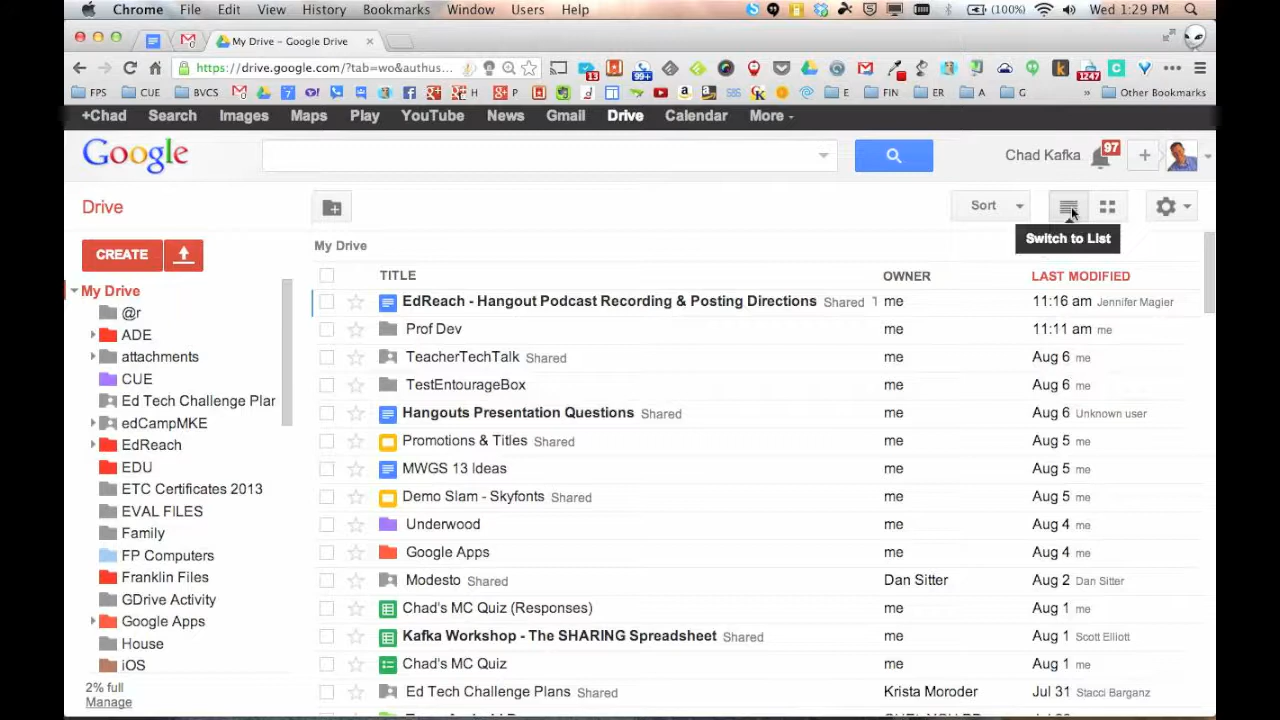 Chrome File Edit View History Bookmarks Window Users Help (100%) Wed 1:29 PM
My Drive – Google Drive
https://drive.google.com/?tab=wo&authus... 13 99+ 1247
FPS CUE BVCS H P E FIN ER A G » Other Bookmarks
+Chad Search Images Maps Play YouTube News Gmail Drive Calendar More
Google Chad Kafka 97
Drive Sort
Switch to List
CREATE
My Drive
TITLE OWNER LAST MODIFIED
My Drive
@r
ADE
attachments
CUE
Ed Tech Challenge Plar
edCampMKE
EdReach
EDU
ETC Certificates 2013
EVAL FILES
Family
FP Computers
Franklin Files
GDrive Activity
Google Apps
House
iOS
2% full
Manage
EdReach - Hangout Podcast Recording & Posting Directions Shared me 11:16 am Jennifer Magier
Prof Dev me 11:11 am me
TeacherTechTalk Shared me Aug 6 me
TestEntourageBox me Aug 6 me
Hangouts Presentation Questions Shared me Aug 6 Unknown user
Promotions & Titles Shared me Aug 5 me
MWGS 13 Ideas me Aug 5 me
Demo Slam - Skyfonts Shared me Aug 5 me
Underwood me Aug 4 me
Google Apps me Aug 4 me
Modesto Shared Dan Sitter Aug 2 Dan Sitter
Chad's MC Quiz (Responses) me Aug 1 me
Kafka Workshop - The SHARING Spreadsheet Shared me Aug 1 Scott Elliott
Chad's MC Quiz me Aug 1 me
Ed Tech Challenge Plans Shared Krista Moroder Jul 31 Stacci Barganz